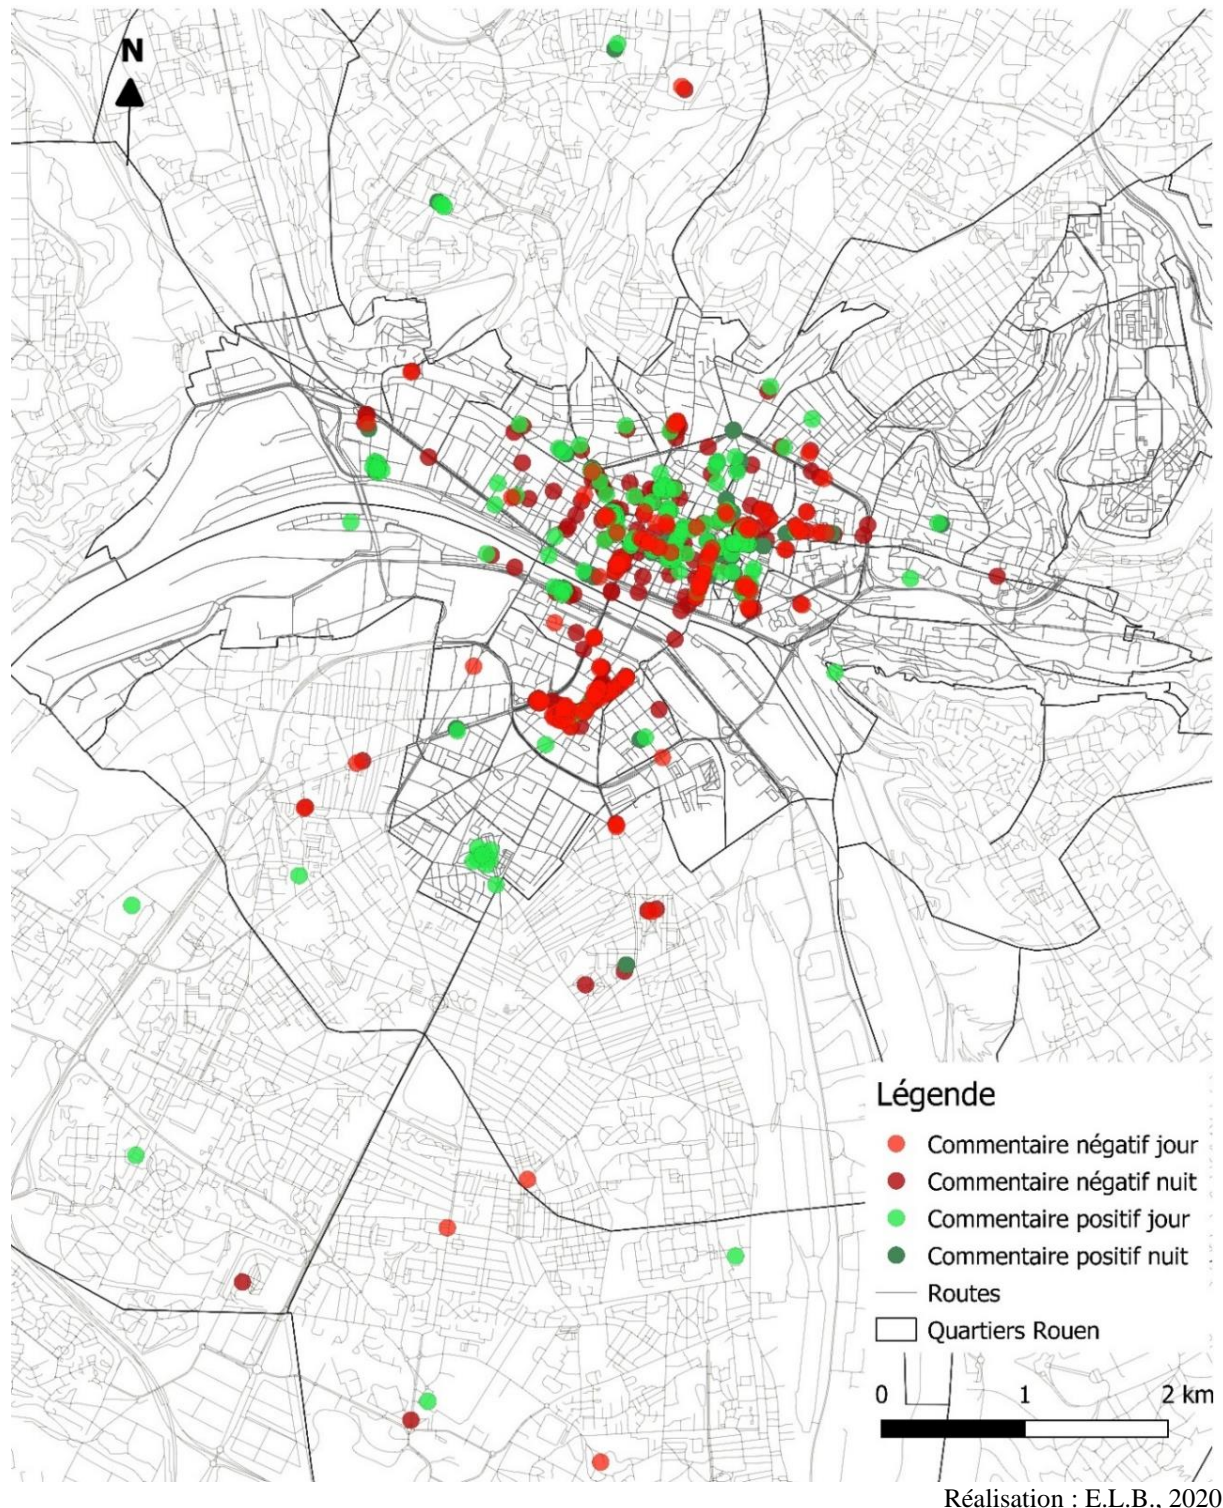 N
Légende
Commentaire négatif jour
Commentaire négatif nuit
Commentaire positif jour
Commentaire positif nuit
Routes
Quartiers Rouen
0 1 2 km
Réalisation : E.L.B., 2020